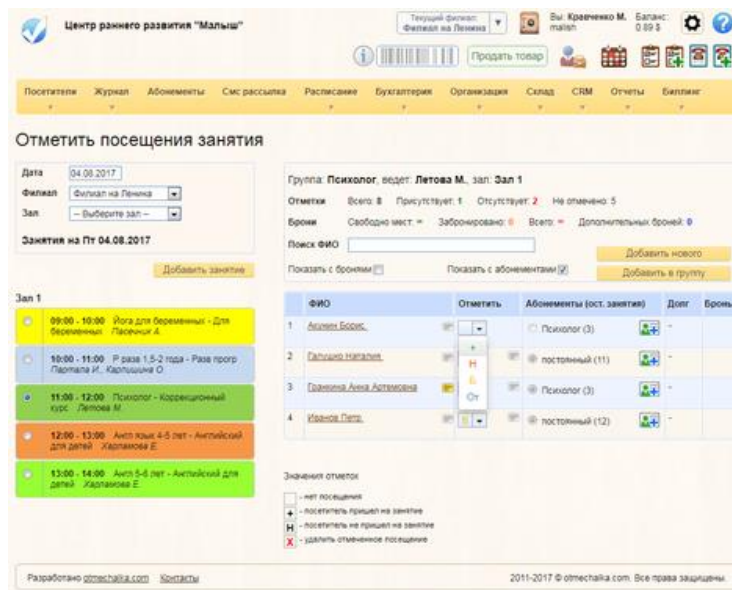 Центр раннего развития "Малыш"
Текущий филиал:
Филиал на Ленина
Вы: Кравченко М.
malish
Баланс:
0.89 $
Продать товар
Посетители Журнал Абонементы Смс рассылка Расписание Бухгалтерия Организация Склад CRM Отчеты Биллинг
Отметить посещения занятия
Дата 04.08.2017
Филиал Филиал на Ленина
Зал -- Выберите зал --
Занятия на Пт 04.08.2017
Добавить занятие
Группа: Психолог, ведет: Летова М., зал: Зал 1
Отметки Всего: 8 Присутствует: 1 Отсутствует: 2 Не отмечено: 5
Брони Свободно мест: ∞ Забронировано: 0 Всего: ∞ Дополнительных броней: 0
Поиск ФИО
Добавить нового
Показать с бронями Показать с абонементами
Добавить в группу
Зал 1
09:00 - 10:00 Йога для беременных - Для
беременных Пасечник А.
10:00 - 11:00 Р разв 1,5-2 года - Разв прогр
Партала И., Карпушина О.
11:00 - 12:00 Психолог - Коррекционный
курс Летова М.
12:00 - 13:00 Англ язык 4-5 лет - Английский
для детей Харламова Е.
13:00 - 14:00 Англ 5-6 лет - Английский для
детей Харламова Е.
ФИО Отметить Абонементы (ост. занятия) Долг Бронь
1 Акунин Борис Психолог (3) -
+
Н
Б
От
2 Галушко Наталия постоянный (11) -
3 Гранкина Анна Артемовна Психолог (3) -
4 Иванов Петр Б постоянный (12) -
Значения отметок
- нет посещения
+ - посетитель пришел на занятие
Н - посетитель не пришел на занятие
X - удалить отмеченное посещение
Разработано otmechalka.com Контакты
2011-2017 © otmechalka.com. Все права защищены.